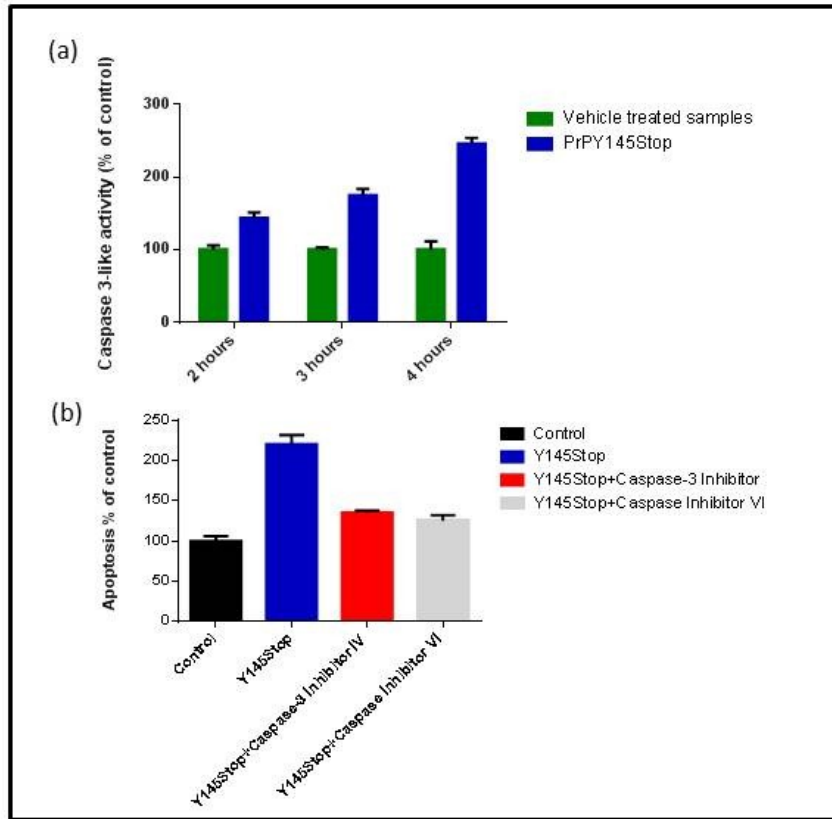 (a)
Caspase 3-like activity (% of control)
300
200
100
0
2 hours
3 hours
4 hours
Vehicle treated samples
PrPY145Stop
(b)
Apoptosis % of control
250
200
150
100
50
0
Control
Y145Stop
Y145Stop+Caspase-3 Inhibitor IV
Y145Stop+Caspase Inhibitor VI
Control
Y145Stop
Y145Stop+Caspase-3 Inhibitor
Y145Stop+Caspase Inhibitor VI